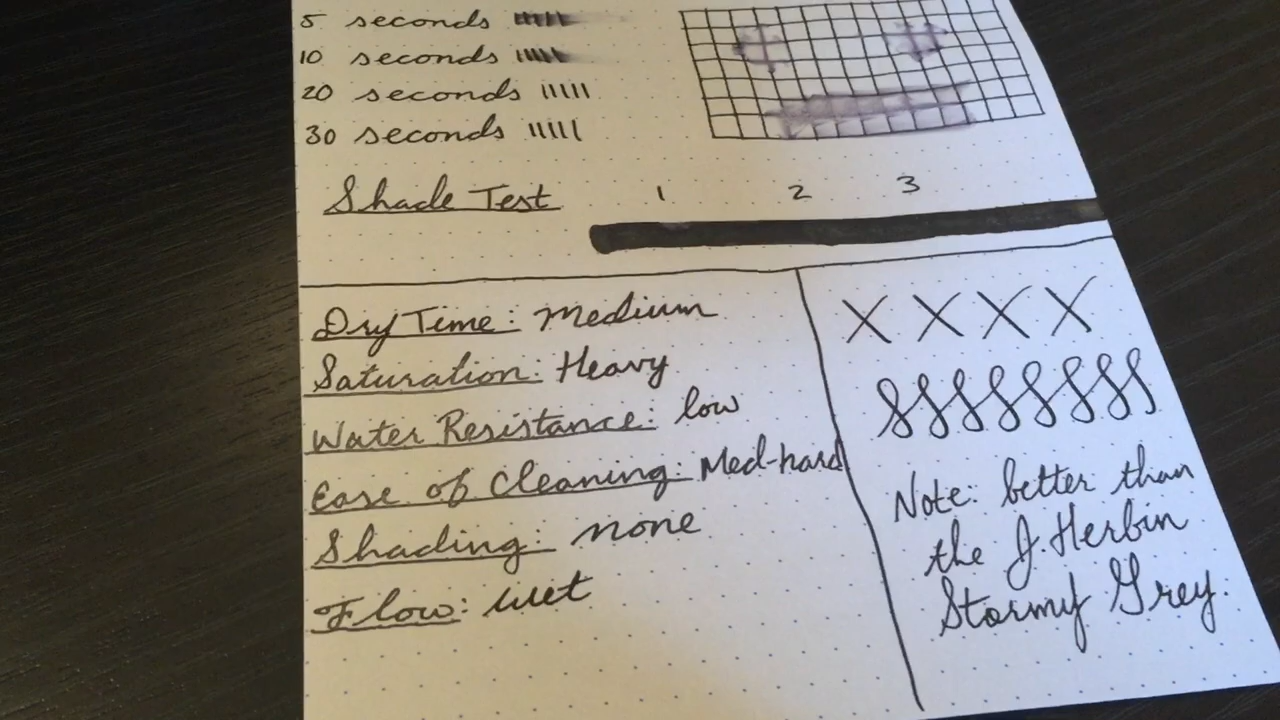 5 seconds
10 seconds
20 seconds
30 seconds
Shade Test 1 2 3
Dry Time: Medium
Saturation: Heavy
Water Resistance: low
Ease of Cleaning: Med-hard
Shading: none
Flow: wet
X X X X
Note: better than
the J. Herbin
Stormy Grey.